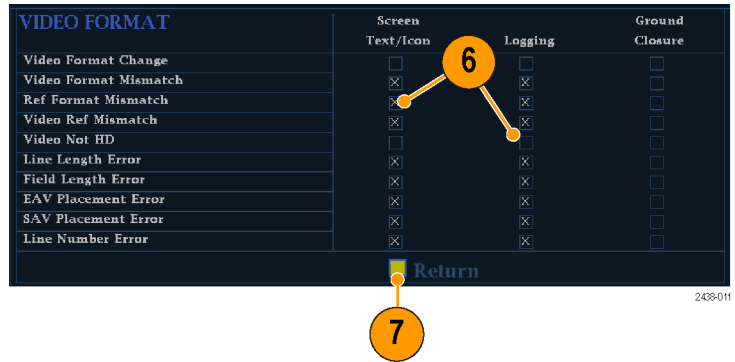 VIDEO FORMAT
Screen
Text/Icon
Logging
Ground
Closure
6
Video Format Change
Video Format Mismatch
Ref Format Mismatch
Video Ref Mismatch
Video Not HD
Line Length Error
Field Length Error
EAV Placement Error
SAV Placement Error
Line Number Error
Return
2438-011
7